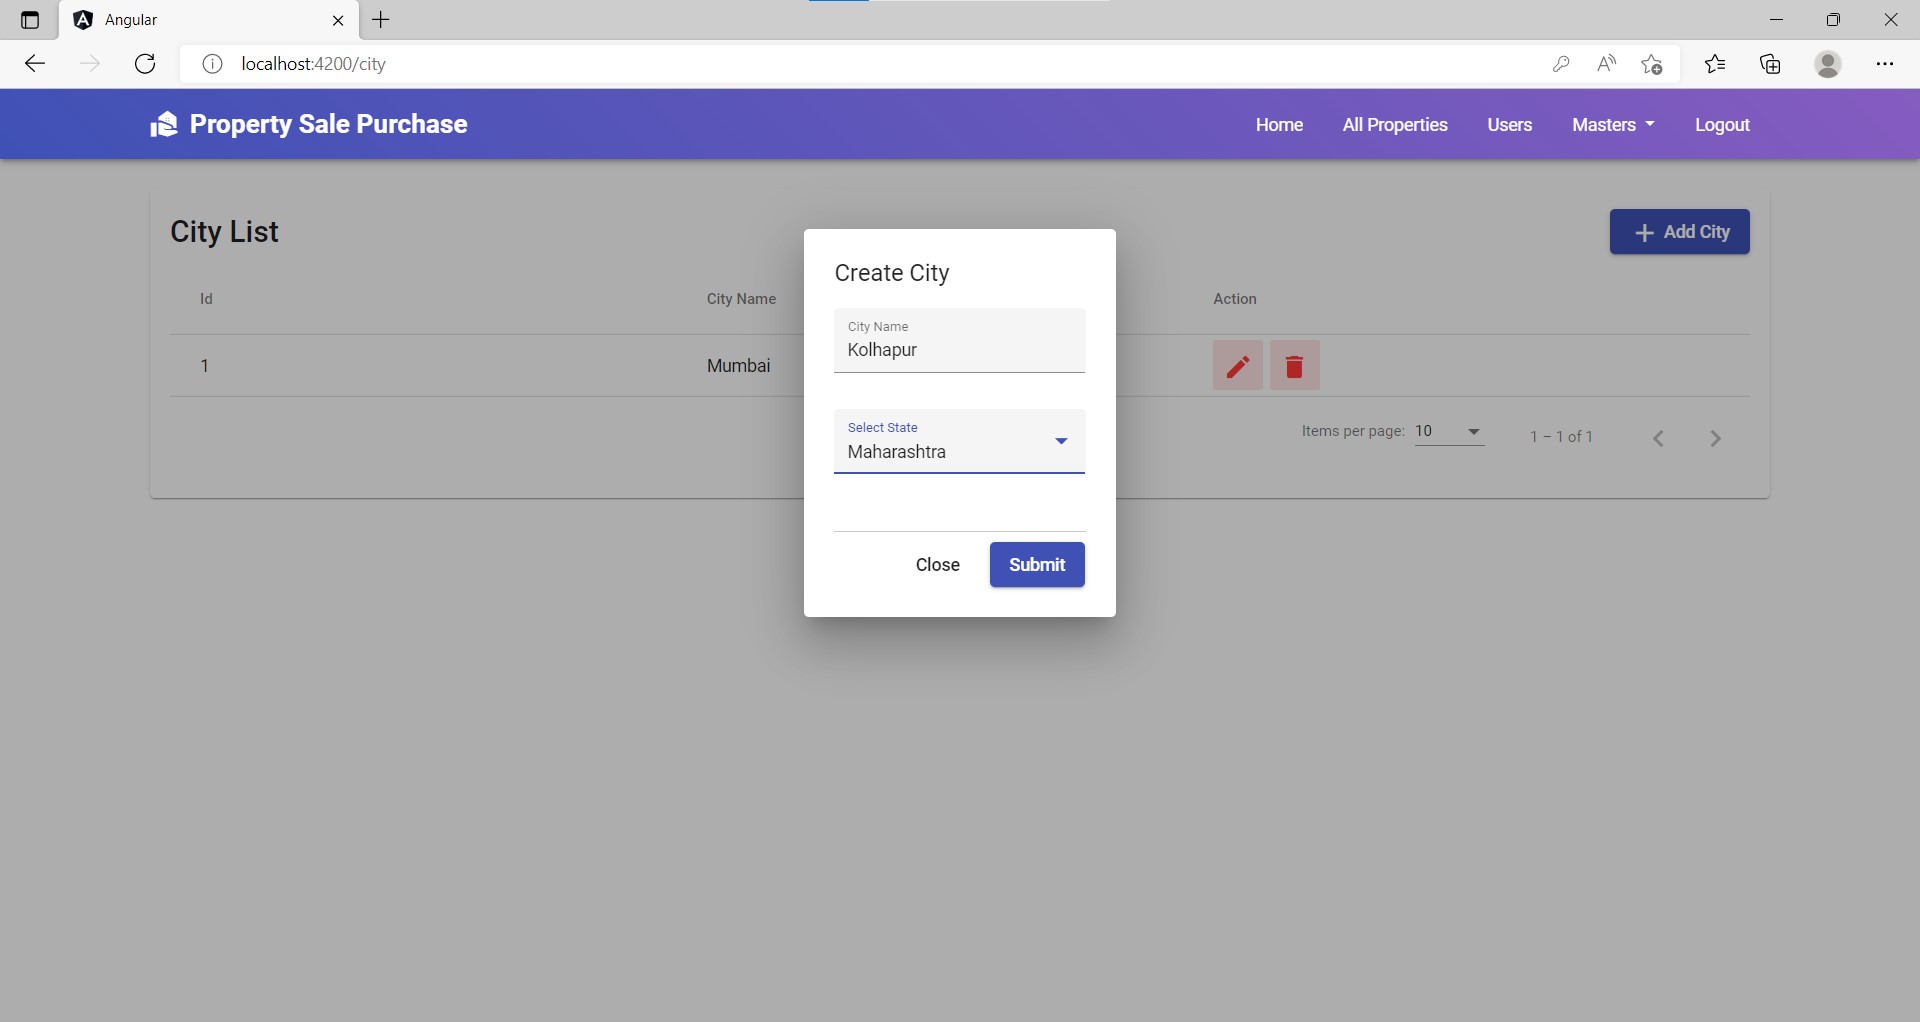 Angular
localhost:4200/city
Property Sale Purchase
Home All Properties Users Masters Logout
City List
Add City
Id City Name Action
1 Mumbai
Items per page: 10 1 – 1 of 1
Create City
City Name
Kolhapur
Select State
Maharashtra
Close Submit